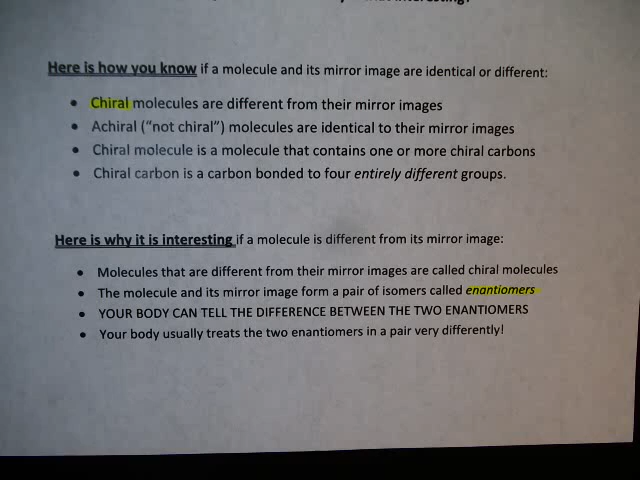 Here is how you know if a molecule and its mirror image are identical or different:
• Chiral molecules are different from their mirror images
• Achiral (“not chiral”) molecules are identical to their mirror images
• Chiral molecule is a molecule that contains one or more chiral carbons
• Chiral carbon is a carbon bonded to four entirely different groups.
Here is why it is interesting if a molecule is different from its mirror image:
• Molecules that are different from their mirror images are called chiral molecules
• The molecule and its mirror image form a pair of isomers called enantiomers
• YOUR BODY CAN TELL THE DIFFERENCE BETWEEN THE TWO ENANTIOMERS
• Your body usually treats the two enantiomers in a pair very differently!